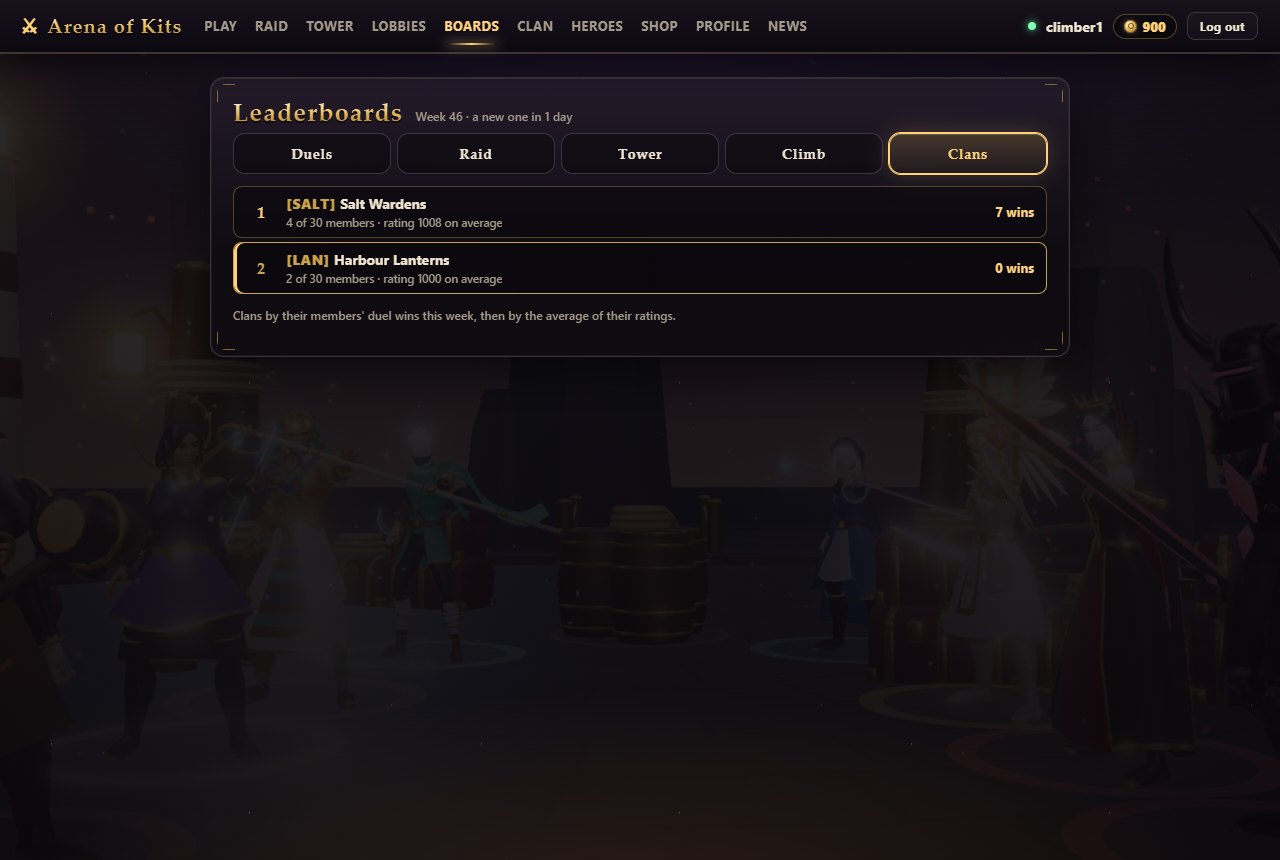 Arena of Kits PLAY RAID TOWER LOBBIES BOARDS CLAN HEROES SHOP PROFILE NEWS climber1 900 Log out
Leaderboards Week 46 · a new one in 1 day
Duels Raid Tower Climb Clans
1 [SALT] Salt Wardens 7 wins
4 of 30 members · rating 1008 on average
2 [LAN] Harbour Lanterns 0 wins
2 of 30 members · rating 1000 on average
Clans by their members' duel wins this week, then by the average of their ratings.